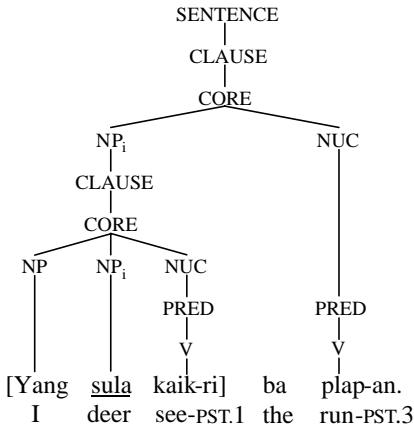 SENTENCE
CLAUSE
CORE
NPi NUC
CLAUSE
CORE
NP NPi NUC
PRED PRED
V V
[Yang sula kaik-ri] ba plap-an.
I deer see-PST.1 the run-PST.3